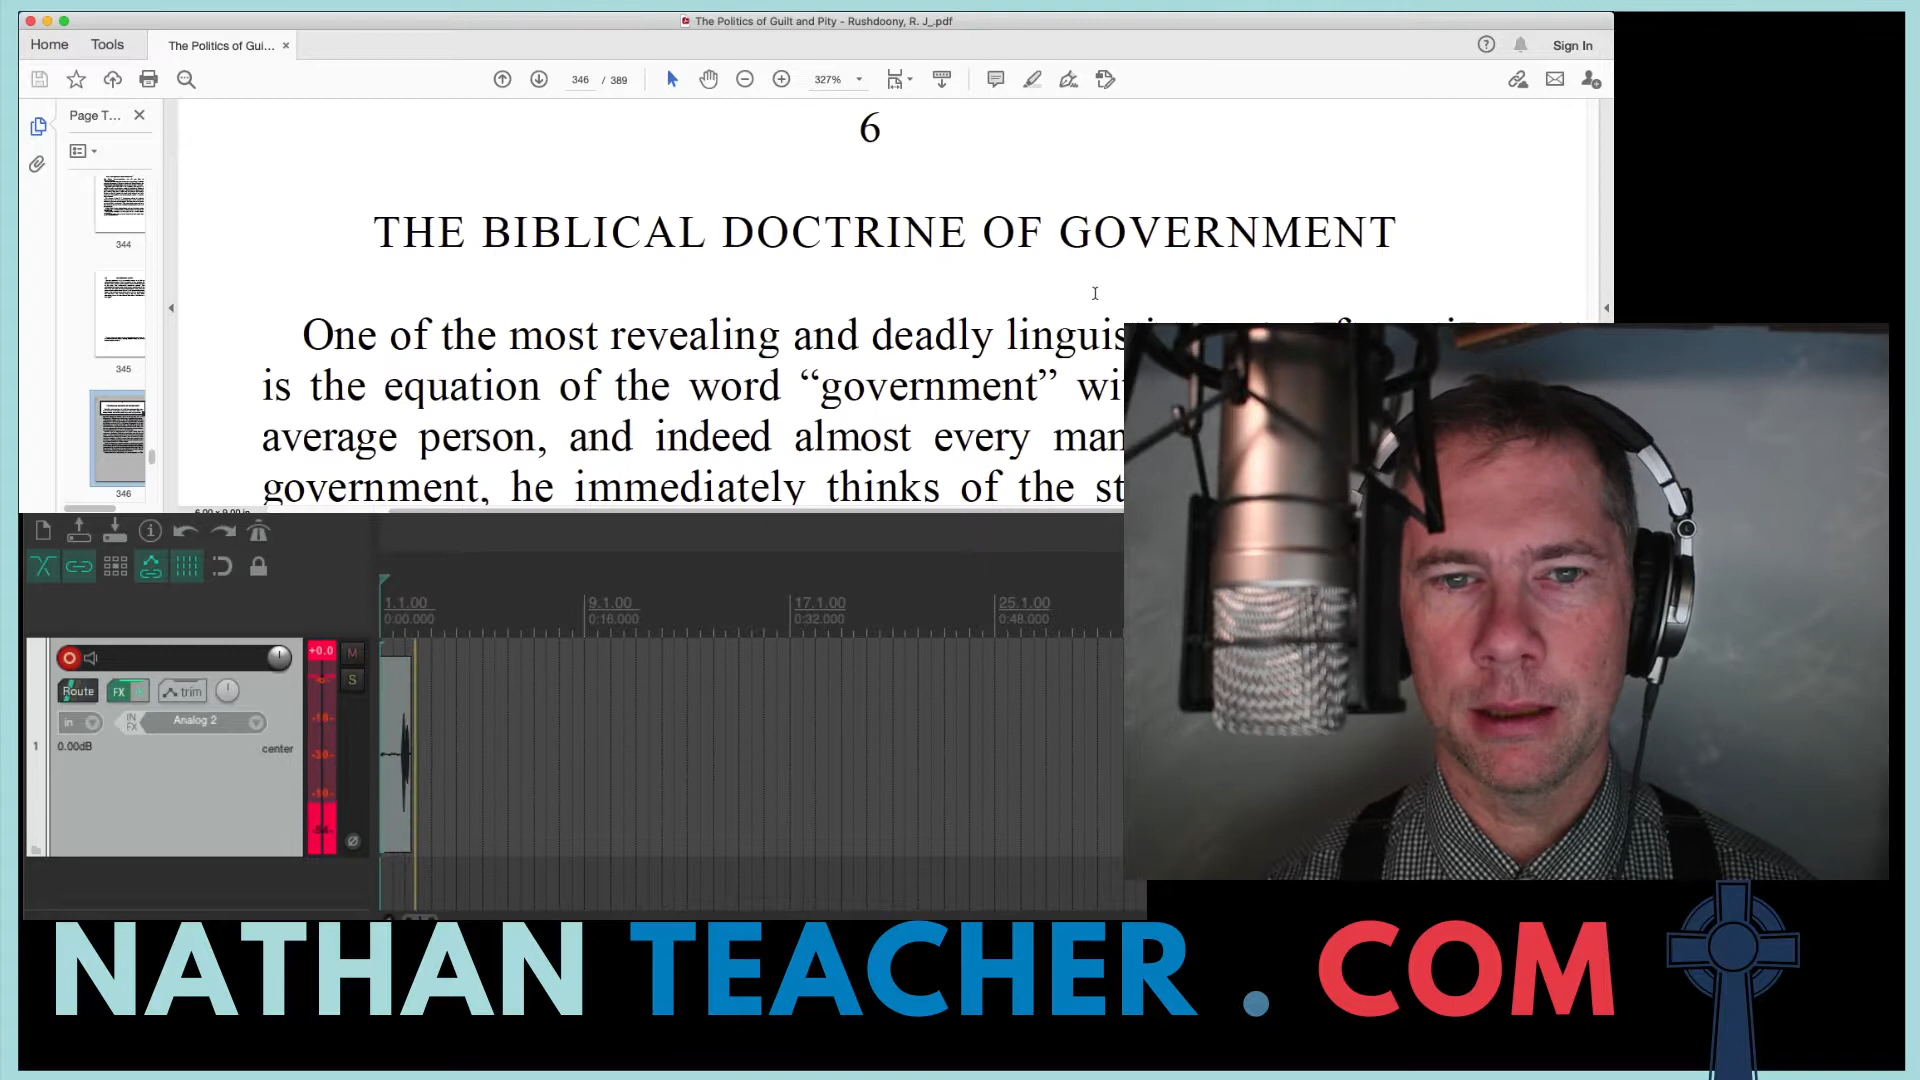 The Politics of Guilt and Pity - Rushdoony, R. J_.pdf
Home
Tools
The Politics of Gui...
Sign In
346 / 389
327%
Page T...
344
345
346
6
THE BIBLICAL DOCTRINE OF GOVERNMENT
One of the most revealing and deadly
is the equation of the word “government”
average person, and indeed almost every
government, he immediately thinks of the
1.1.00
0:00.000
9.1.00
0:16.000
17.1.00
0:32.000
25.1.00
0:48.000
+0.0
M
S
Route
FX
trim
in
IN FX
Analog 2
0.00dB
center
1
-18-
-30-
-54-
NATHAN TEACHER . COM